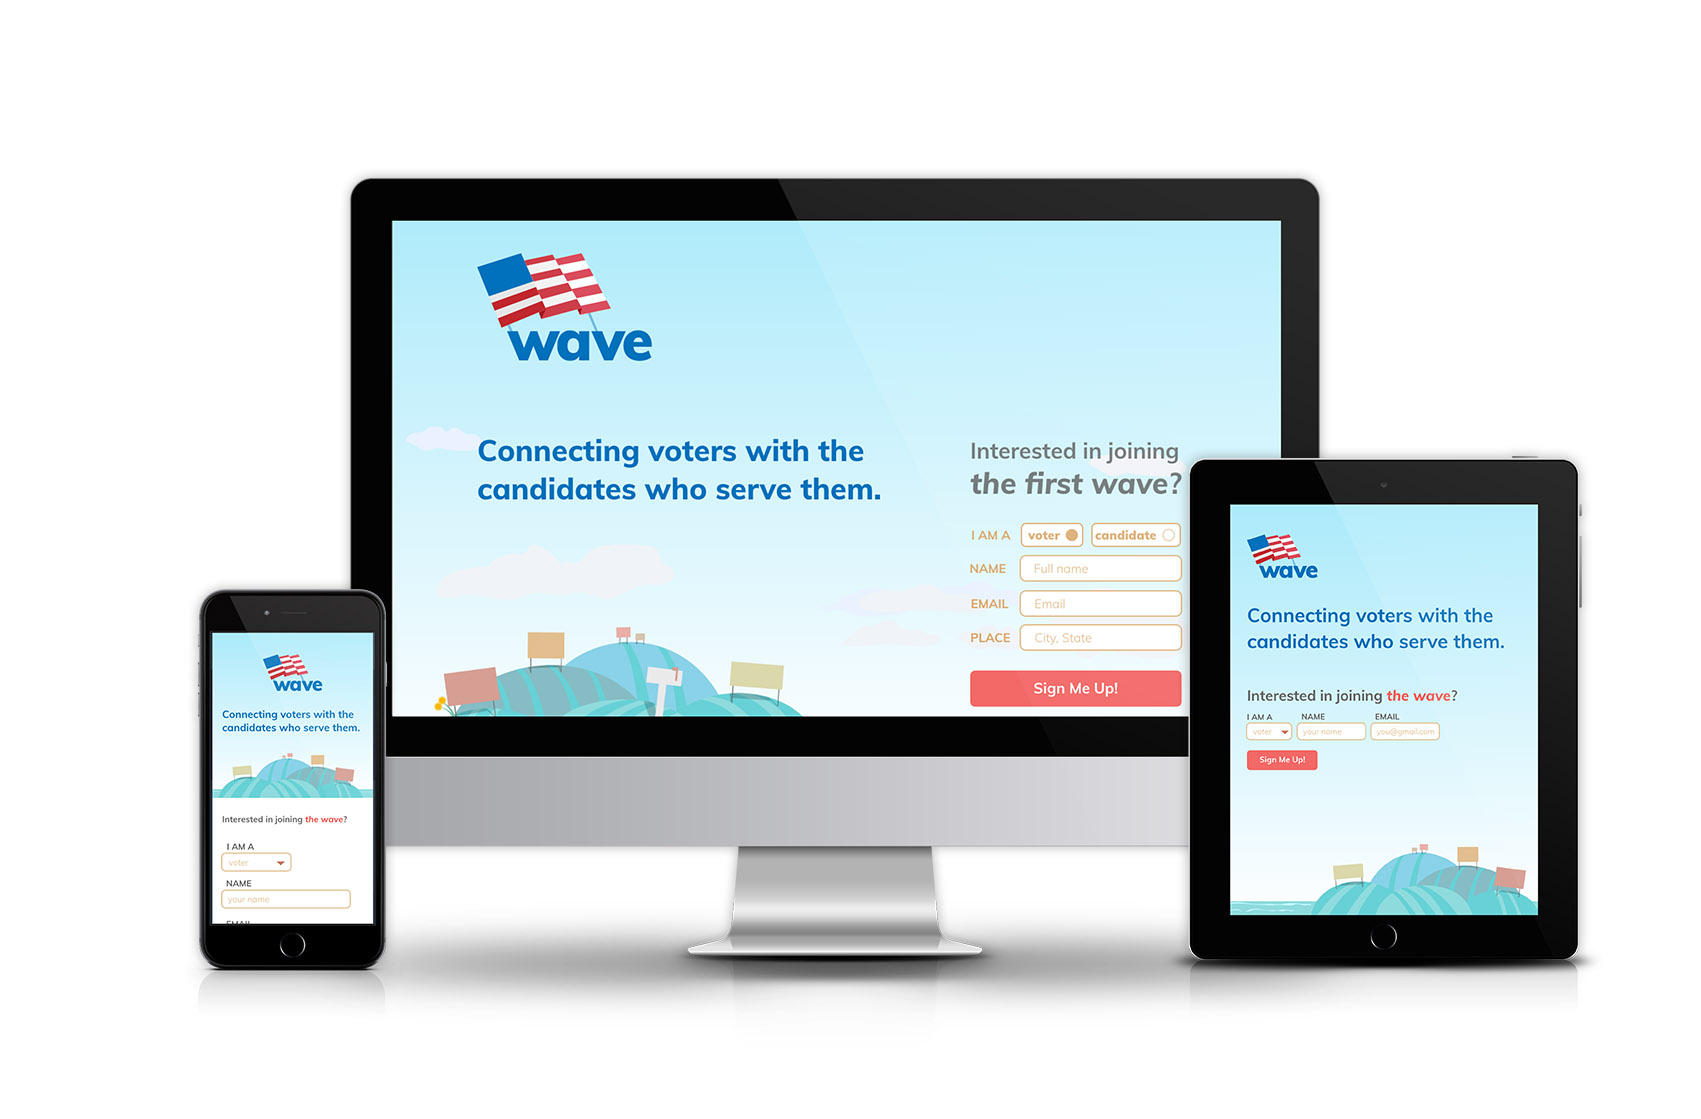 wave
Connecting voters with the
candidates who serve them.
Interested in joining
the first wave?
I AM A voter candidate
NAME Full name
EMAIL Email
PLACE City, State
Sign Me Up!
wave
Connecting voters with the
candidates who serve them.
Interested in joining the wave?
I AM A
voter
NAME
your name
EMAIL
wave
Connecting voters with the
candidates who serve them.
Interested in joining the wave?
I AM A NAME EMAIL
voter your name you@gmail.com
Sign Me Up!